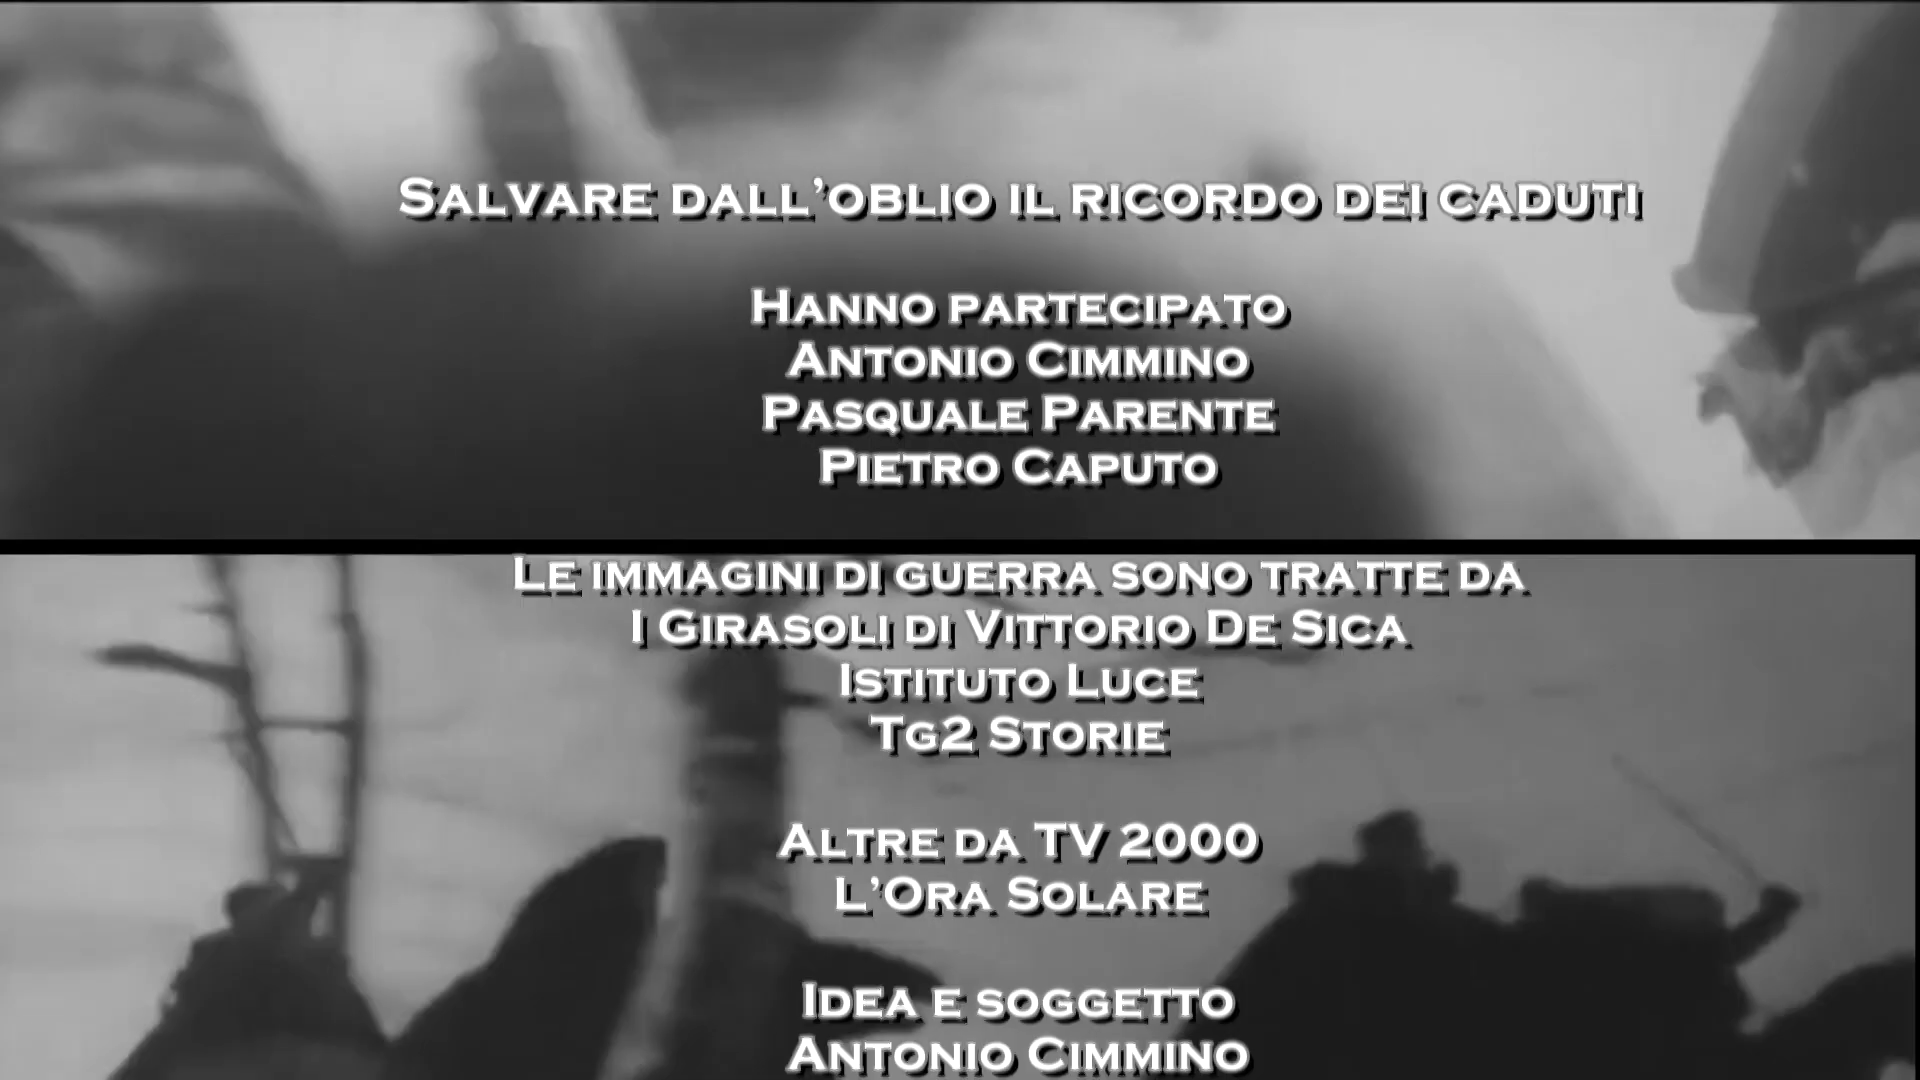 Salvare dall'oblio il ricordo dei caduti
Hanno partecipato
Antonio Cimmino
Pasquale Parente
Pietro Caputo
Le immagini di guerra sono tratte da
I Girasoli di Vittorio De Sica
Istituto Luce
Tg2 Storie
Altre da TV 2000
L'Ora Solare
Idea e soggetto
Antonio Cimmino